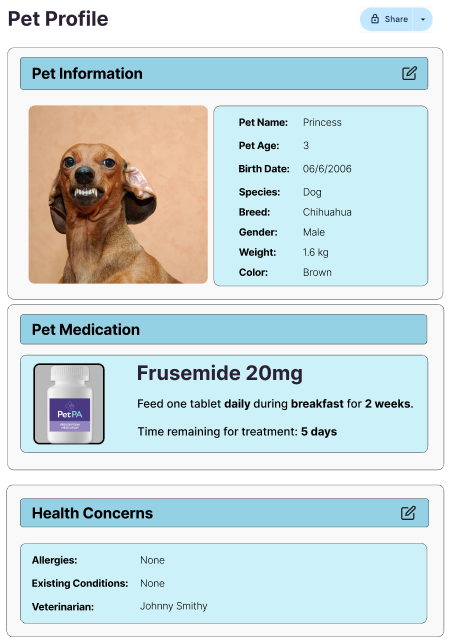 Pet Profile
Share
Pet Information
Pet Name: Princess
Pet Age: 3
Birth Date: 06/6/2006
Species: Dog
Breed: Chihuahua
Gender: Male
Weight: 1.6 kg
Color: Brown
Pet Medication
PetPA
Frusemide 20mg
Feed one tablet daily during breakfast for 2 weeks.
Time remaining for treatment: 5 days
Health Concerns
Allergies: None
Existing Conditions: None
Veterinarian: Johnny Smithy